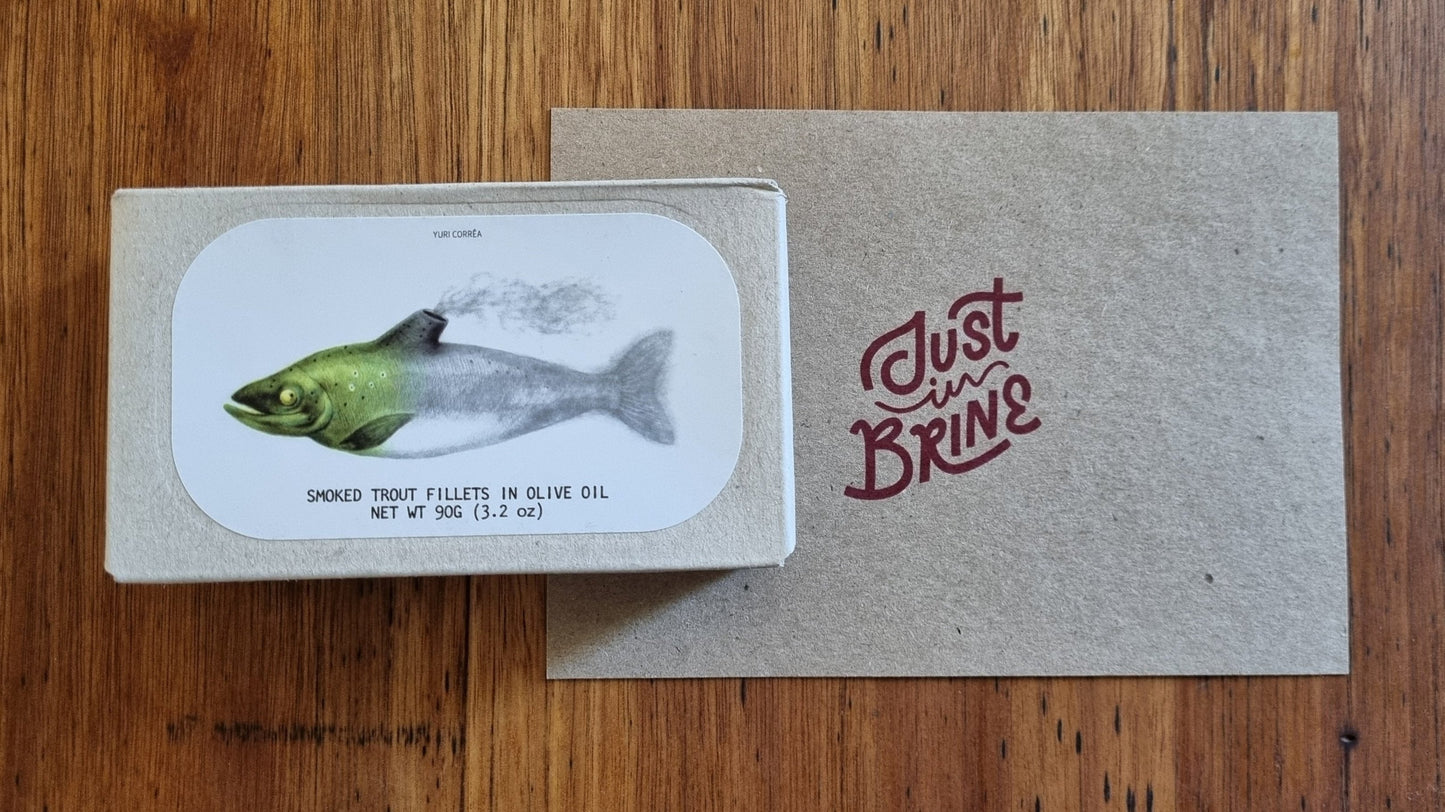 YURI CORRÊA
SMOKED TROUT FILLETS IN OLIVE OIL
NET WT 90G (3.2 oz)
Just
in
BRINE